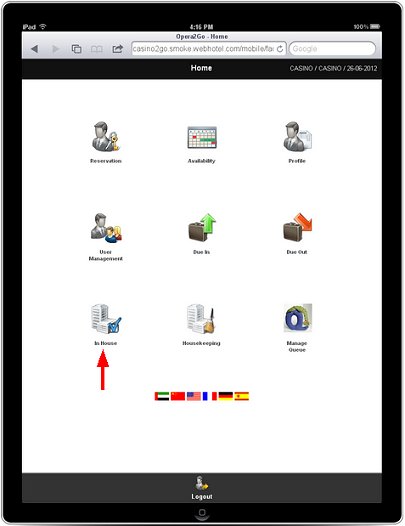 iPad 4:16 PM 100%
Opera2Go - Home
casino2go.smoke.webhotel.com/mobile/fac
Google
Home CASINO / CASINO / 26-06-2012
Reservation Availability Profile
User Management Due In Due Out
In House Housekeeping Manage Queue
Logout